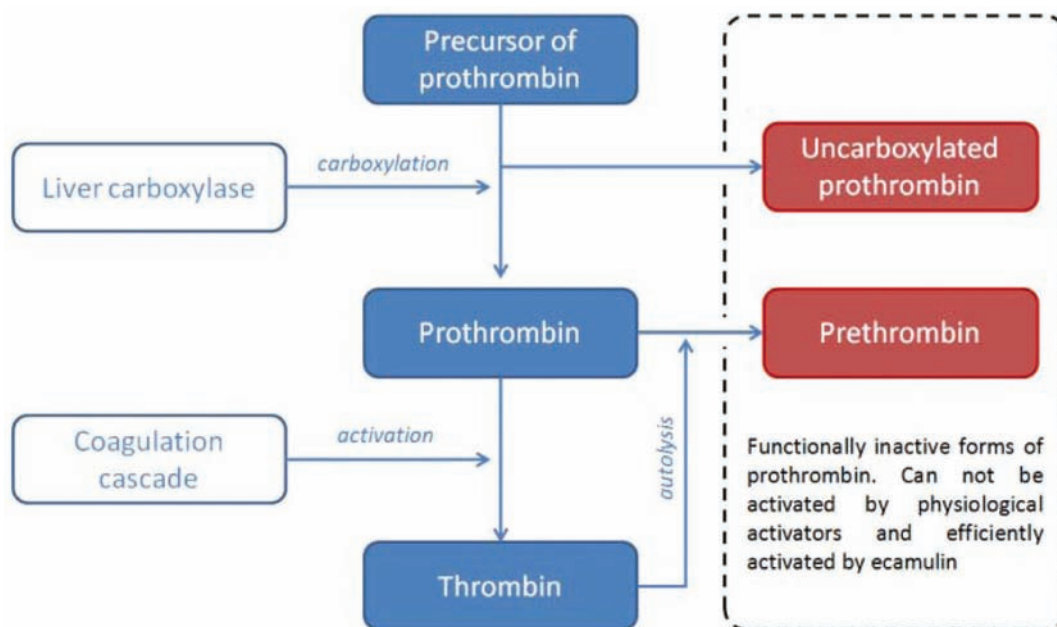 Precursor of
prothrombin
Liver carboxylase
carboxylation
Uncarboxylated
prothrombin
Prothrombin
Prethrombin
Coagulation
cascade
activation
autolysis
Functionally inactive forms of
prothrombin. Can not be
activated by physiological
activators and efficiently
activated by ecamulin
Thrombin